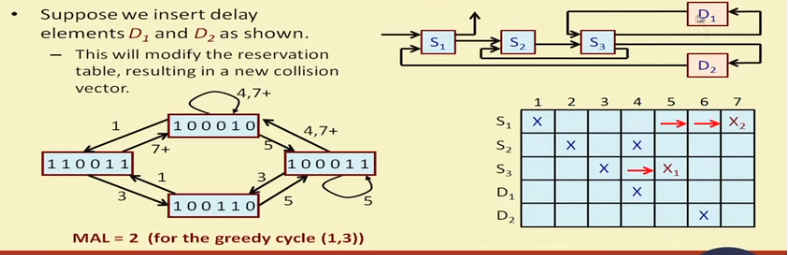 • Suppose we insert delay
elements D₁ and D₂ as shown.
– This will modify the reservation
table, resulting in a new collision
vector.
D₁
S₁ S₂ S₃
D₂
4,7+
1 100010 4,7+
7+ 5
110011 100011
1 3
3 100110 5 5
MAL = 2 (for the greedy cycle (1,3))
1 2 3 4 5 6 7
S₁ X X₂
S₂ X X
S₃ X X₁
D₁ X
D₂ X